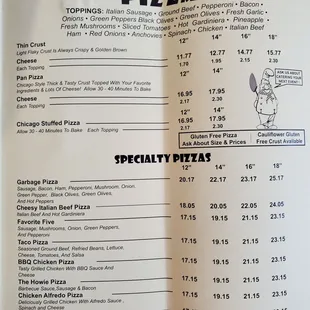 TOPPINGS: Italian Sausage • Ground Beef • Pepperoni • Bacon •
Onions • Green Peppers Black Olives • Green Olives • Fresh Garlic •
Fresh Mushrooms • Sliced Tomatoes • Hot Gardiniera • Pineapple •
Ham • Red Onions • Anchovies • Spinach • Chicken • Italian Beef
Thin Crust 12" 14" 16" 18"
Light Flaky Crust Is Always Crispy & Golden Brown
Cheese 11.77 12.77 14.77 15.77
Each Topping 1.70 1.95 2.15 2.30
Pan Pizza 12" 14"
Chicago Style Thick & Tasty Crust Topped With Your Favorite
Ingredients & Lots Of Cheese! Allow 30 - 40 Minutes To Bake
Cheese 16.95 17.95
Each Topping 2.17 2.30
Chicago Stuffed Pizza 16.95 17.95
Allow 30 - 40 Minutes To Bake Each Topping 2.17 2.30
ASK US ABOUT
CATERING YOUR
NEXT EVENT!
Gluten Free Pizza
Ask About Size & Prices
Cauliflower Gluten
Free Crust Available
SPECIALTY PIZZAS
12" 14" 16" 18"
Garbage Pizza 20.17 22.17 23.17 25.17
Sausage, Bacon, Ham, Pepperoni, Mushroom, Onion,
Green Pepper, Black Olives, Green Olives,
And Hot Peppers
Cheesy Italian Beef Pizza 18.05 20.05 22.05 24.05
Italian Beef And Hot Gardiniera
Favorite Five 17.15 19.15 21.15 23.15
Sausage, Mushrooms, Onion, Green Peppers,
And Pepperoni
Taco Pizza 17.15 19.15 21.15 23.15
Seasoned Ground Beef, Refried Beans, Lettuce,
Cheese, Tomatoes, And Salsa
BBQ Chicken Pizza 17.15 19.15 21.15 23.15
Tasty Grilled Chicken With BBQ Sauce And
Cheese
The Howie Pizza 17.15 19.15 21.15 23.15
Barbecue Sauce, Sausage & Bacon
Chicken Alfredo Pizza 17.15 19.15 21.15 23.15
Deliciously Grilled Chicken With Alfredo Sauce,
Spinach and Cheese